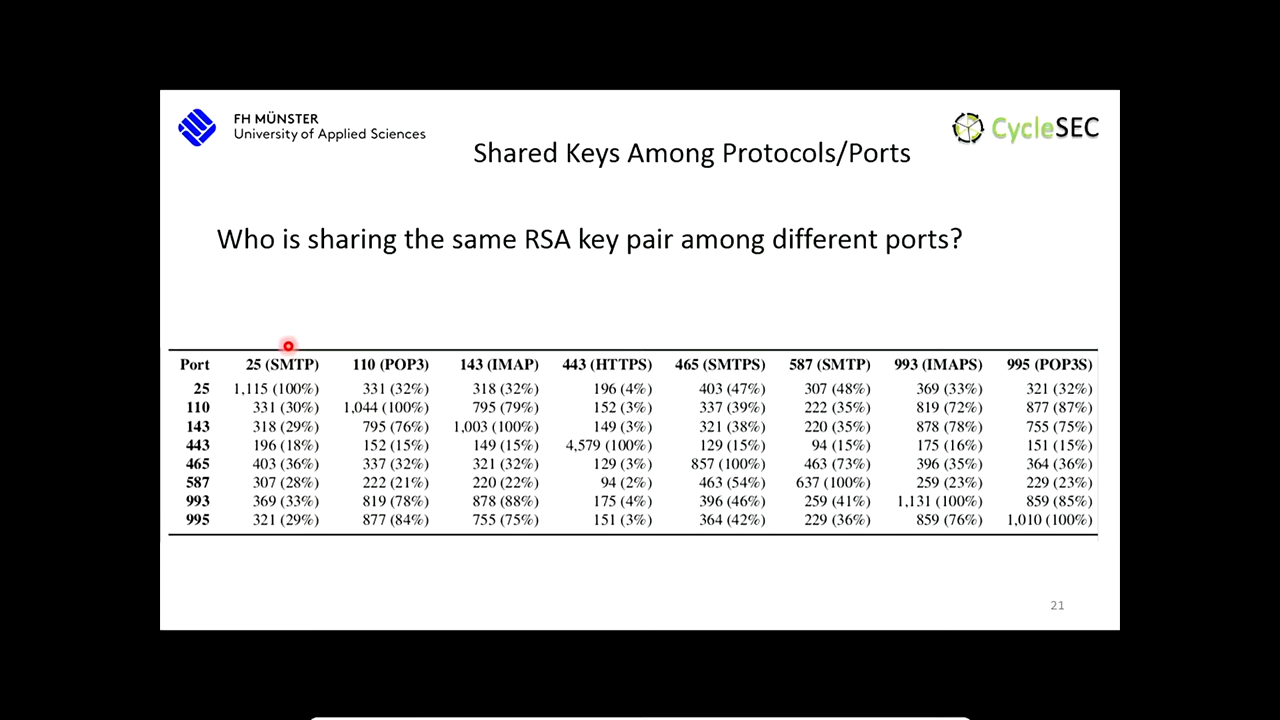 FH MÜNSTER
University of Applied Sciences
CycleSEC
Shared Keys Among Protocols/Ports
Who is sharing the same RSA key pair among different ports?
Port 25 (SMTP) 110 (POP3) 143 (IMAP) 443 (HTTPS) 465 (SMTPS) 587 (SMTP) 993 (IMAPS) 995 (POP3S)
25 1,115 (100%) 331 (32%) 318 (32%) 196 (4%) 403 (47%) 307 (48%) 369 (33%) 321 (32%)
110 331 (30%) 1,044 (100%) 795 (79%) 152 (3%) 337 (39%) 222 (35%) 819 (72%) 877 (87%)
143 318 (29%) 795 (76%) 1,003 (100%) 149 (3%) 321 (38%) 220 (35%) 878 (78%) 755 (75%)
443 196 (18%) 152 (15%) 149 (15%) 4,579 (100%) 129 (15%) 94 (15%) 175 (16%) 151 (15%)
465 403 (36%) 337 (32%) 321 (32%) 129 (3%) 857 (100%) 463 (73%) 396 (35%) 364 (36%)
587 307 (28%) 222 (21%) 220 (22%) 94 (2%) 463 (54%) 637 (100%) 259 (23%) 229 (23%)
993 369 (33%) 819 (78%) 878 (88%) 175 (4%) 396 (46%) 259 (41%) 1,131 (100%) 859 (85%)
995 321 (29%) 877 (84%) 755 (75%) 151 (3%) 364 (42%) 229 (36%) 859 (76%) 1,010 (100%)
21